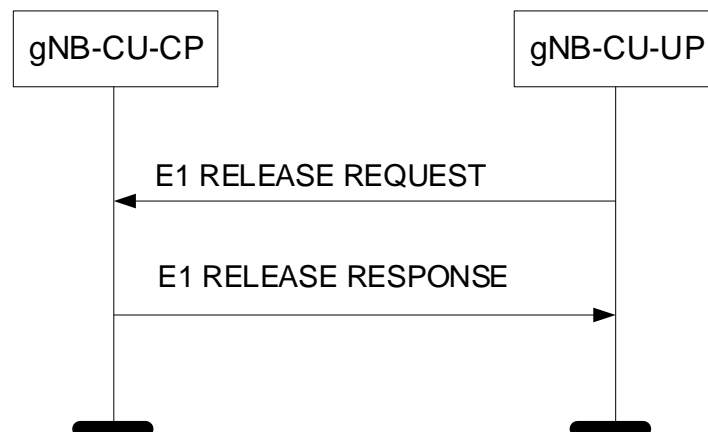 gNB-CU-CP
gNB-CU-UP
E1 RELEASE REQUEST
E1 RELEASE RESPONSE